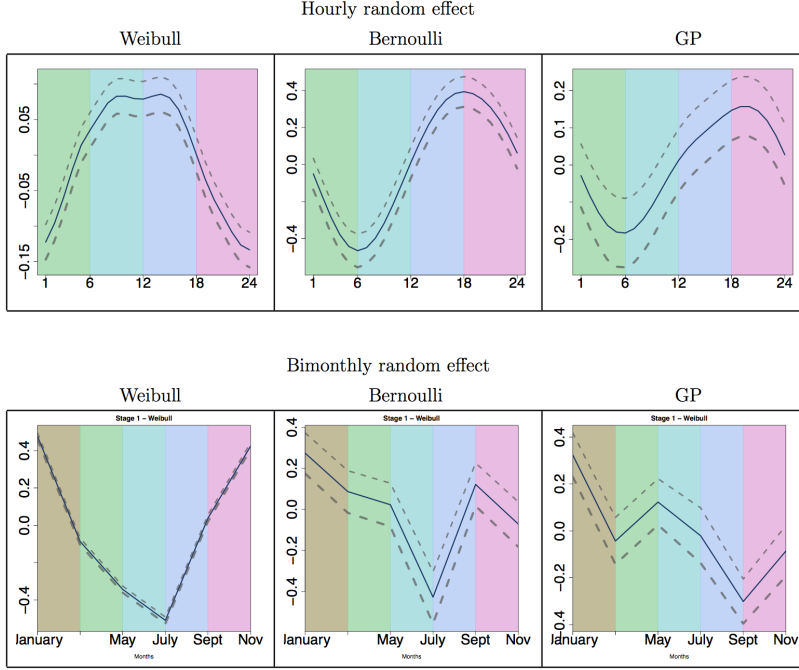 Hourly random effect
Weibull Bernoulli GP
0.05 -0.05 -0.15
1 6 12 18 24
0.4 0.2 0.0 -0.4
1 6 12 18 24
0.2 0.1 0.0 -0.2
1 6 12 18 24
Bimonthly random effect
Weibull Bernoulli GP
Stage 1 – Weibull
0.4 0.2 0.0 -0.4
January May July Sept Nov
Months
Stage 1 – Weibull
0.4 0.2 0.0 -0.2 -0.4
January May July Sept Nov
Months
Stage 1 – Weibull
0.4 0.2 0.0 -0.2 -0.4
January May July Sept Nov
Months